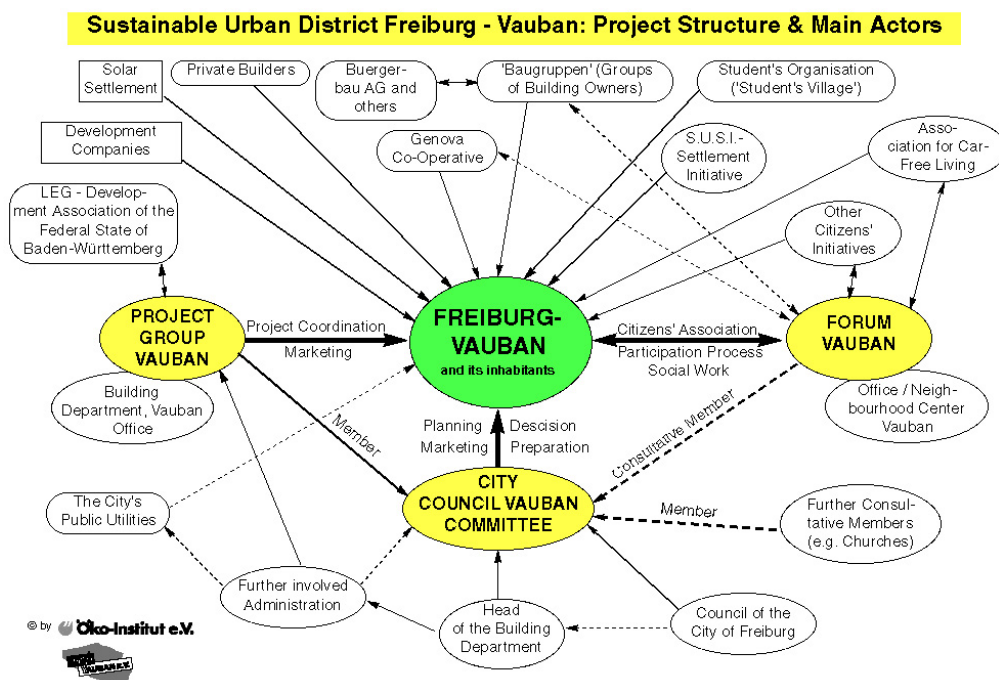 Sustainable Urban District Freiburg - Vauban: Project Structure & Main Actors
Solar
Settlement
Private Builders
Buerger-
bau AG and
others
'Baugruppen' (Groups
of Building Owners)
Student's Organisation
('Student's Village')
Development
Companies
Genova
Co-Operative
S.U.S.I.-
Settlement
Initiative
Asso-
ciation for Car-
Free Living
LEG - Develop-
ment Association of the
Federal State of
Baden-Württemberg
Other
Citizens'
Initiatives
PROJECT
GROUP
VAUBAN
Project Coordination
Marketing
FREIBURG-
VAUBAN
and its inhabitants
Citizens' Association
Participation Process
Social Work
FORUM
VAUBAN
Building
Department, Vauban
Office
Office / Neigh-
bourhood Center
Vauban
Member
Planning
Marketing
Descision
Preparation
Consultative Member
The City's
Public Utilities
CITY
COUNCIL VAUBAN
COMMITTEE
Member
Further Consul-
tative Members
(e.g. Churches)
Further involved
Administration
Head
of the Building
Department
Council of the
City of Freiburg
© by Öko-Institut e.V.